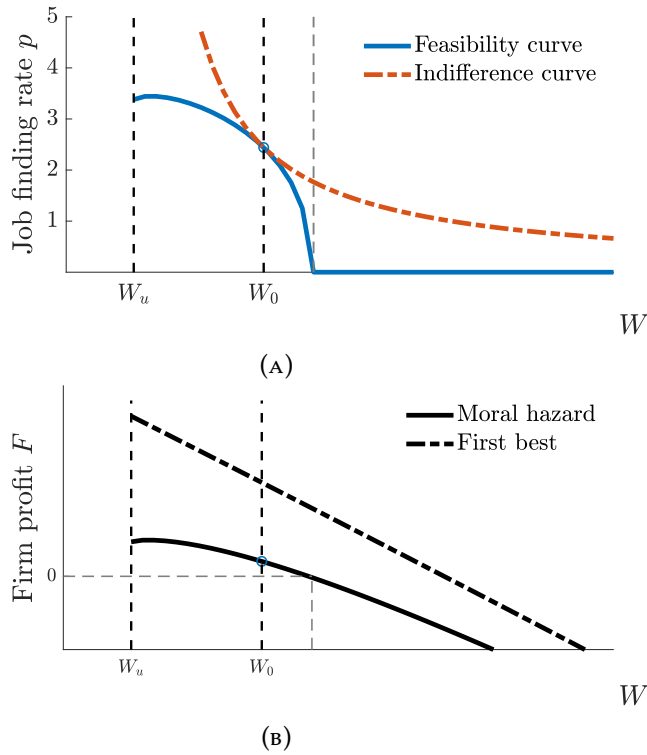 5
4
3
2
1
Job finding rate p
Feasibility curve
Indifference curve
W_u
W_0
W
(A)
Firm profit F
Moral hazard
First best
0
W_u
W_0
W
(B)